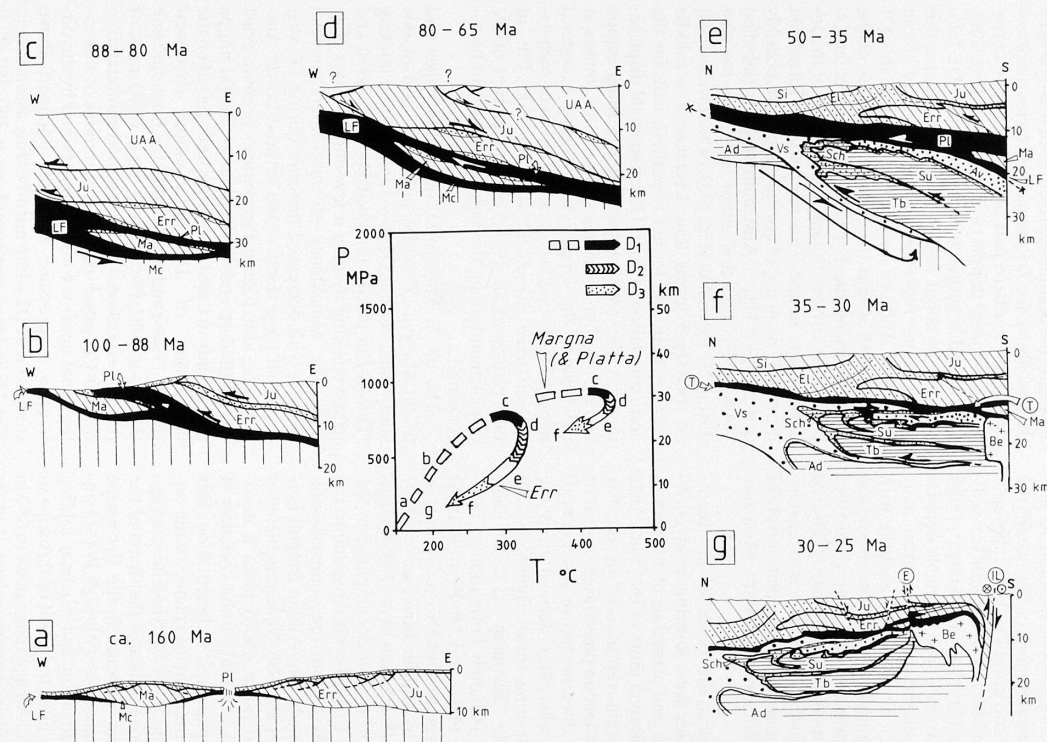 c 88–80 Ma
W E
0
UAA
10
Ju
20
LF Err
Pl
Ma 30
Mc km
d 80–65 Ma
W ? ? E
0
UAA
?
LF Ju 10
Err
Pl
Ma 20
Mc km
e 50–35 Ma
N S
0
Si El Ju
Err
10
Pl
Ad Vs Sch Ma
Su Av 20
LF
Tb
30
km
b 100–88 Ma
W E
Pl 0
LF Ju
Ma Err 10
20
km
P
MPa
2000
1500
1000
500
0
D1
D2
D3
km
50
40
30
20
10
0
Margna
(& Platta)
c
d
e
f
c
d
b
e
a
g f
Err
200 300 400 500
T °C
f 35–30 Ma
N S
0
Si Ju
El
T Err
10
T
Vs Ma
Sch Su Be
20
Tb
Ad
30 km
g 30–25 Ma
E IL
N S
0
Ju
Err
Be 10
Sch
Su
Tb 20
Ad
km
a ca. 160 Ma
W E
Pl 0
Ma Err Ju
LF Mc 10 km